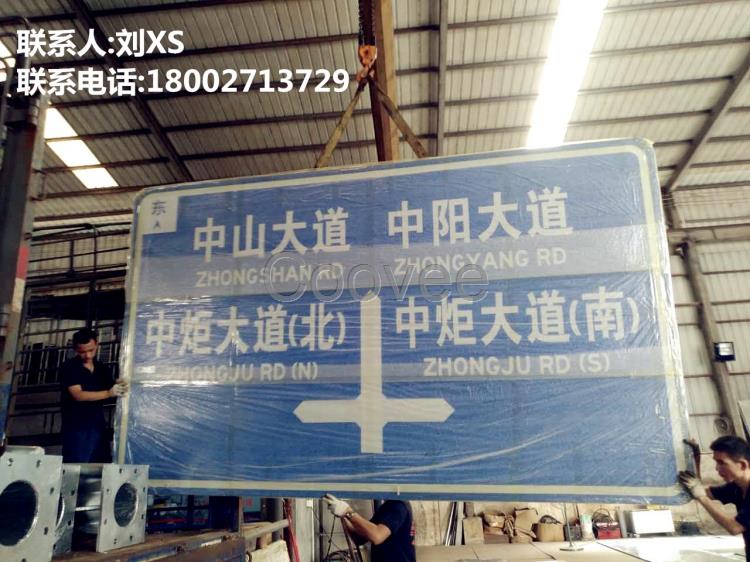 联系人:刘XS
联系电话:18002713729
东
中山大道 中阳大道
ZHONGSHAN RD ZHONGYANG RD
Coovee
中炬大道(北) 中炬大道(南)
ZHONGJU RD (N) ZHONGJU RD (S)